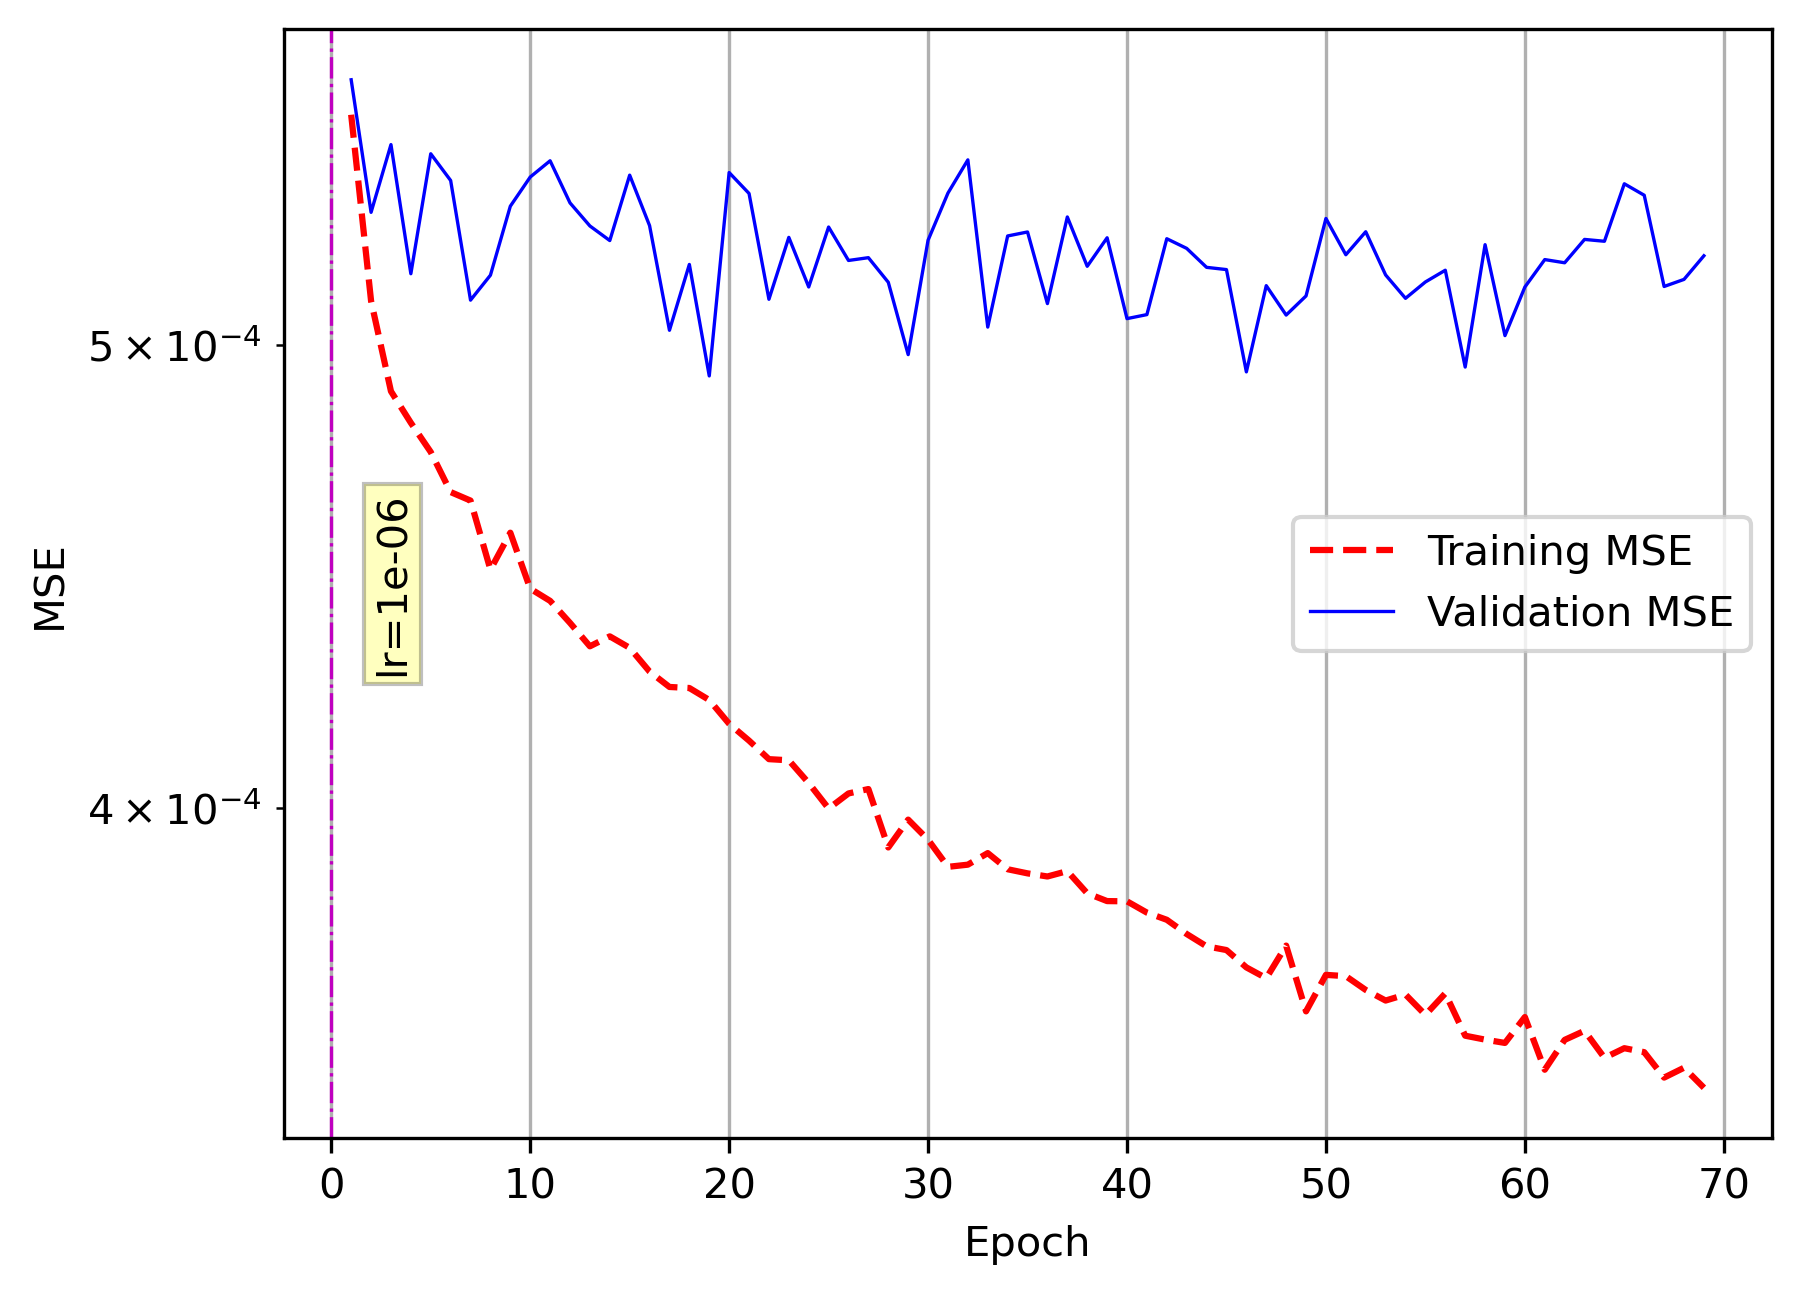 5 × 10⁻⁴
4 × 10⁻⁴
MSE
lr=1e-06
Training MSE
Validation MSE
0 10 20 30 40 50 60 70
Epoch